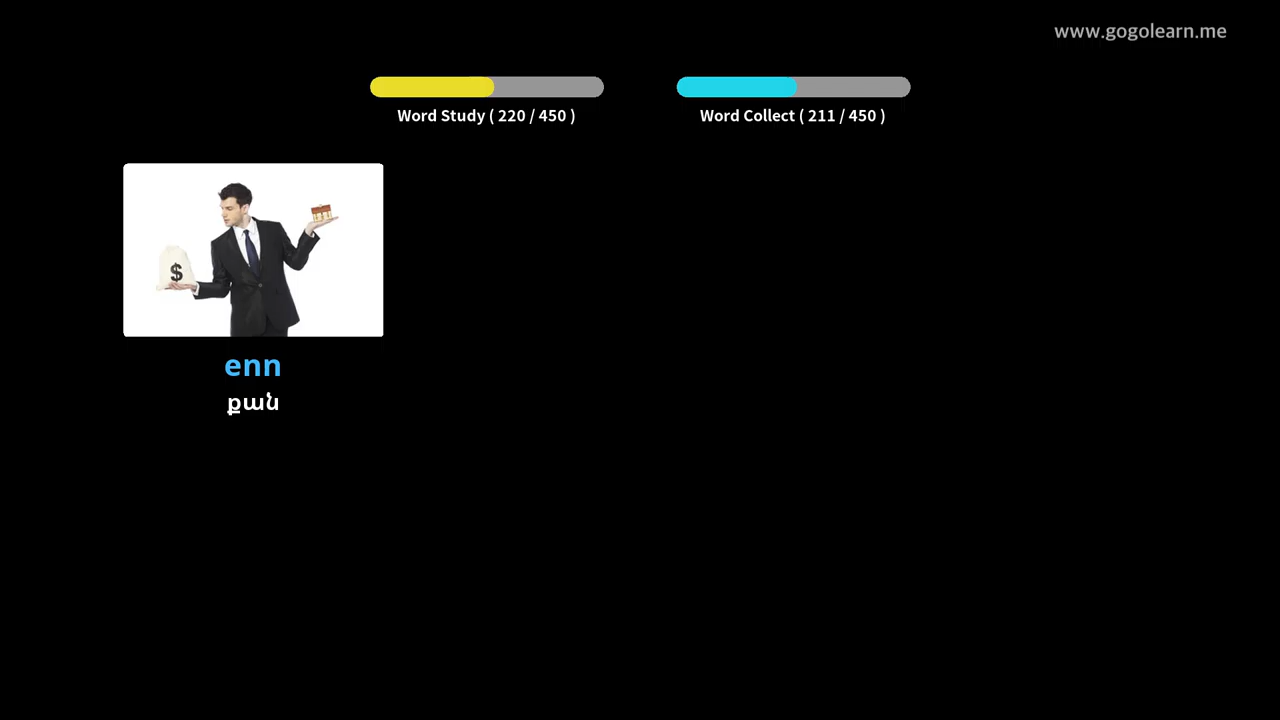 www.gogolearn.me
Word Study ( 220 / 450 )
Word Collect ( 211 / 450 )
$
enn
քան